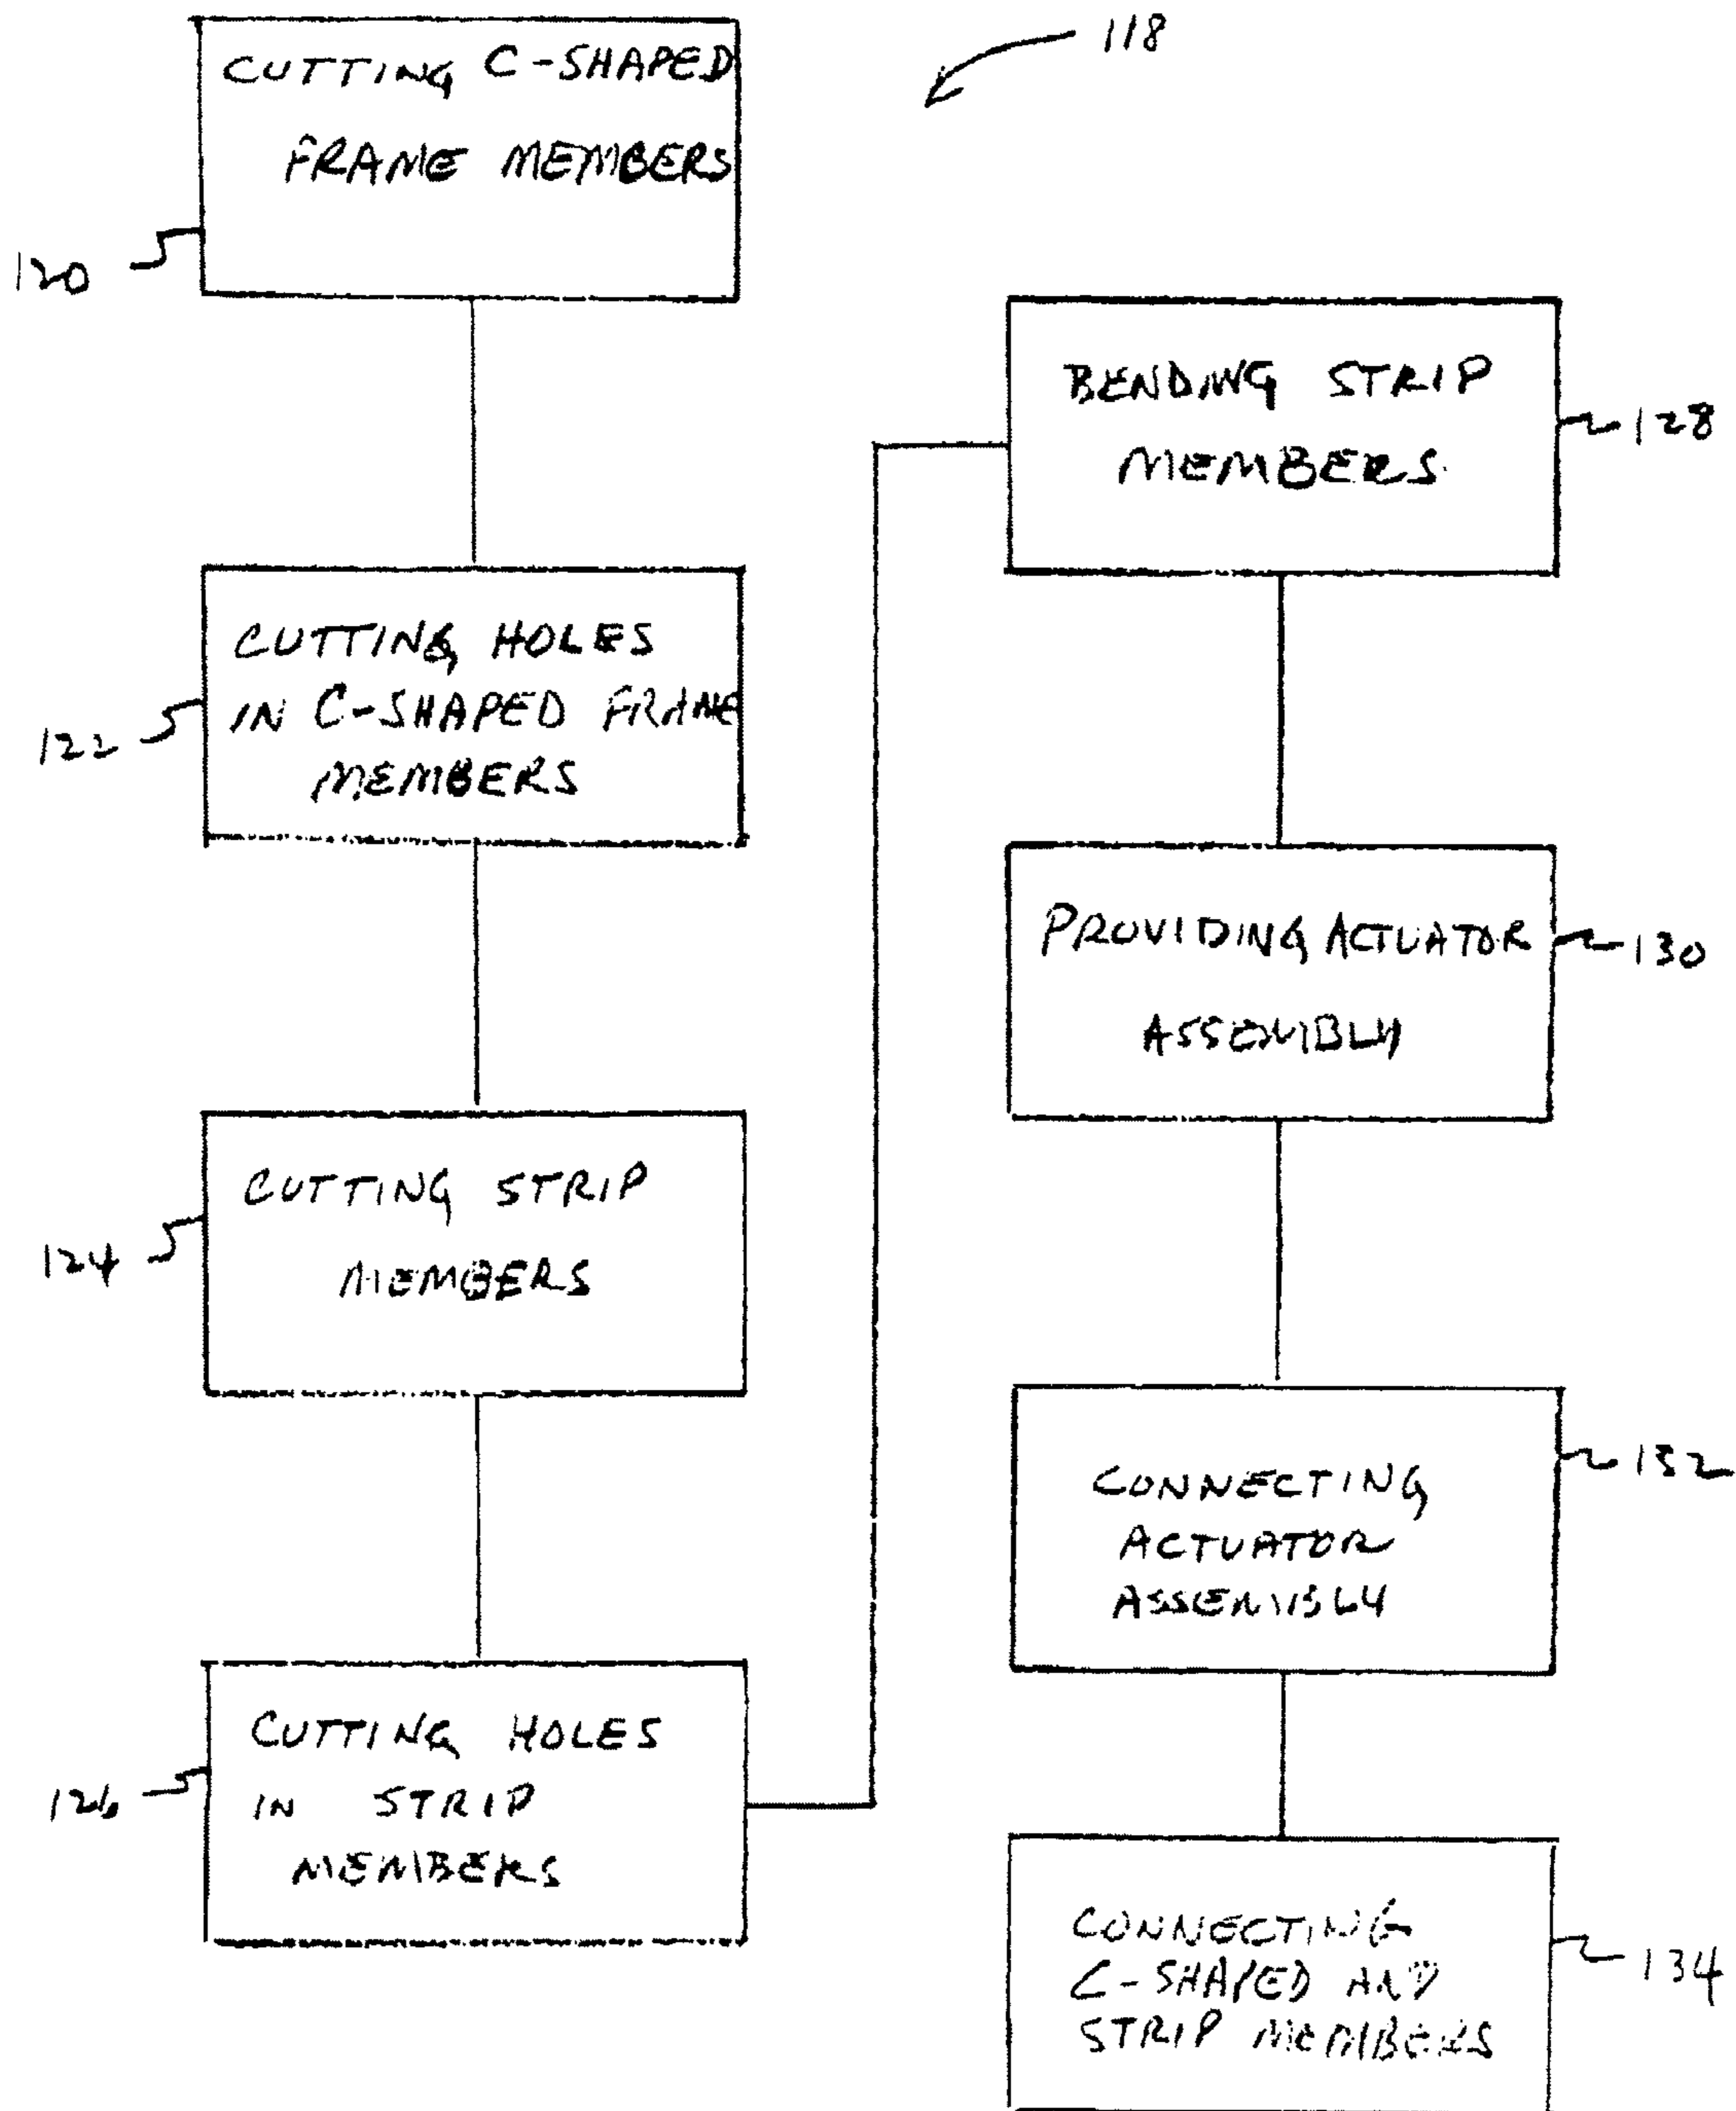 118
CUTTING C-SHAPED
FRAME MEMBERS
120
CUTTING HOLES
IN C-SHAPED FRAME
MEMBERS
122
CUTTING STRIP
MEMBERS
124
CUTTING HOLES
IN STRIP
MEMBERS
126
BENDING STRIP
MEMBERS
128
PROVIDING ACTUATOR
ASSEMBLY
130
CONNECTING
ACTUATOR
ASSEMBLY
132
CONNECTING
C-SHAPED AND
STRIP MEMBERS
134